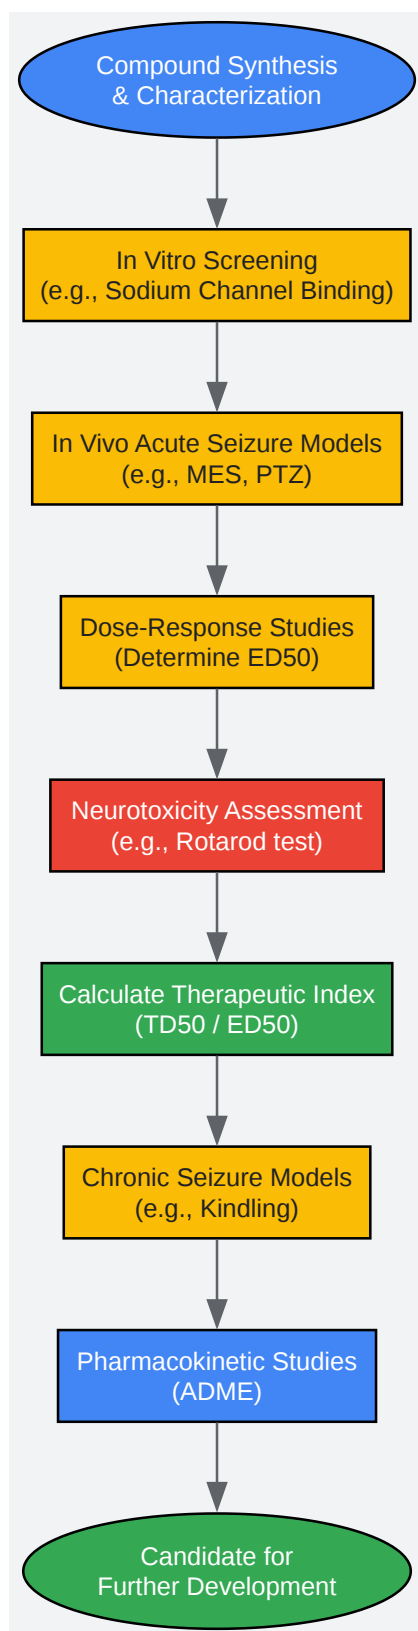 Compound Synthesis
& Characterization
In Vitro Screening
(e.g., Sodium Channel Binding)
In Vivo Acute Seizure Models
(e.g., MES, PTZ)
Dose-Response Studies
(Determine ED50)
Neurotoxicity Assessment
(e.g., Rotarod test)
Calculate Therapeutic Index
(TD50 / ED50)
Chronic Seizure Models
(e.g., Kindling)
Pharmacokinetic Studies
(ADME)
Candidate for
Further Development